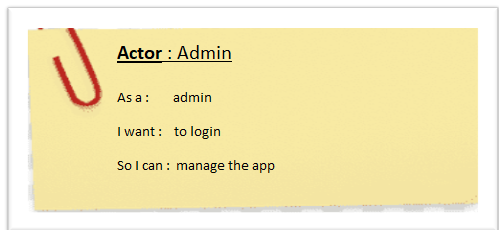 Actor : Admin
As a : admin
I want : to login
So I can : manage the app